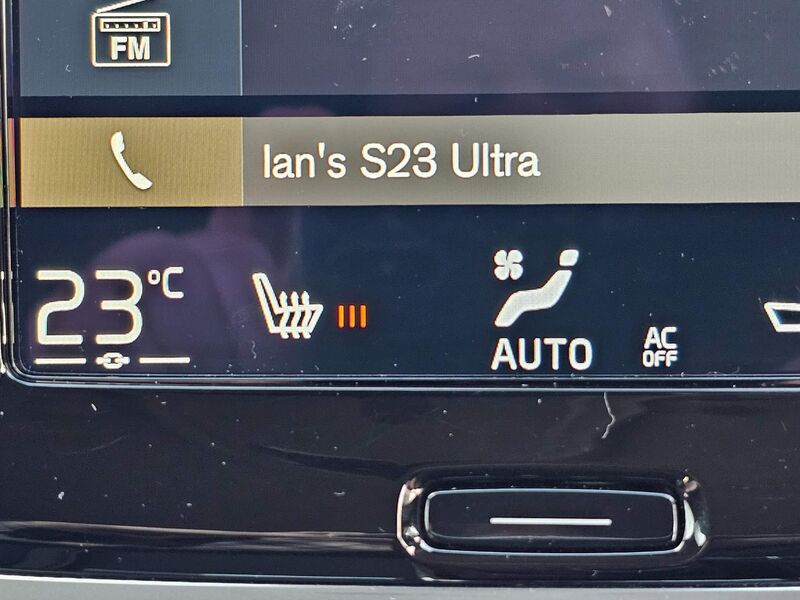 FM
Ian's S23 Ultra
23°C
AUTO
AC
OFF